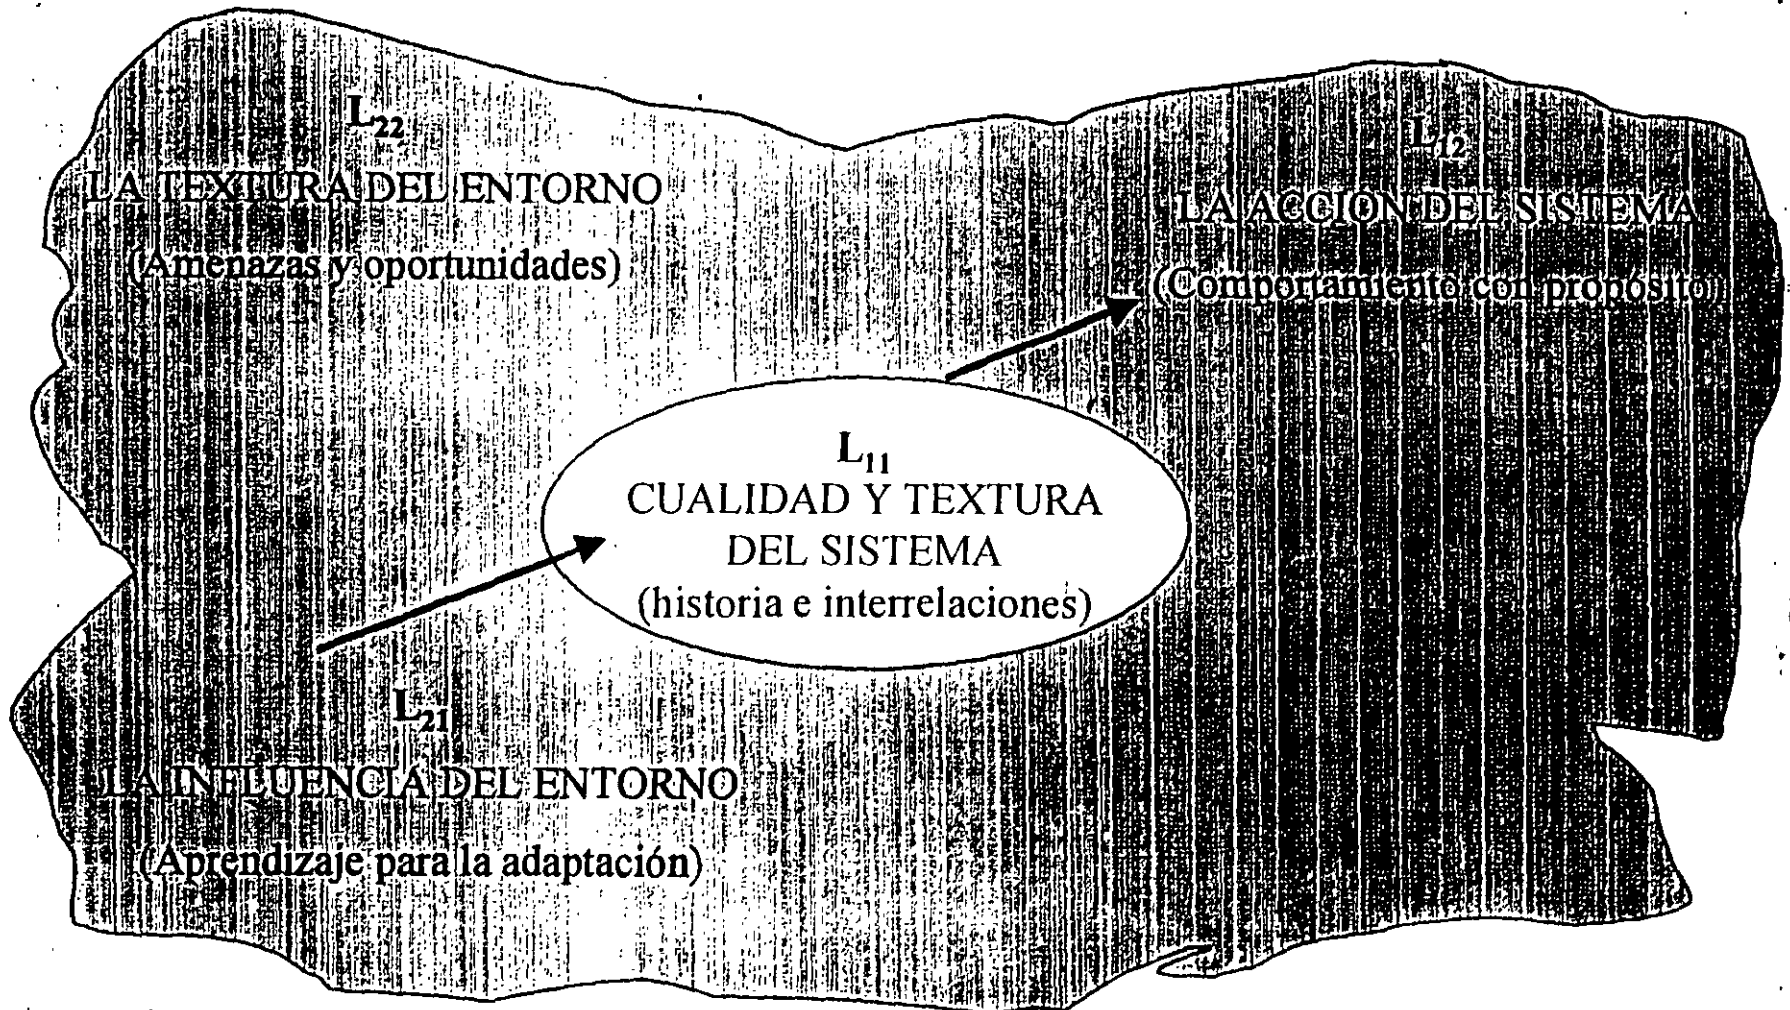 L22
LA TEXTURA DEL ENTORNO
(Amenazas y oportunidades)
L12
LA ACCION DEL SISTEMA
(Comportamiento con propósito)
L11
CUALIDAD Y TEXTURA
DEL SISTEMA
(historia e interrelaciones)
L21
LA INFLUENCIA DEL ENTORNO
(Aprendizaje para la adaptación)